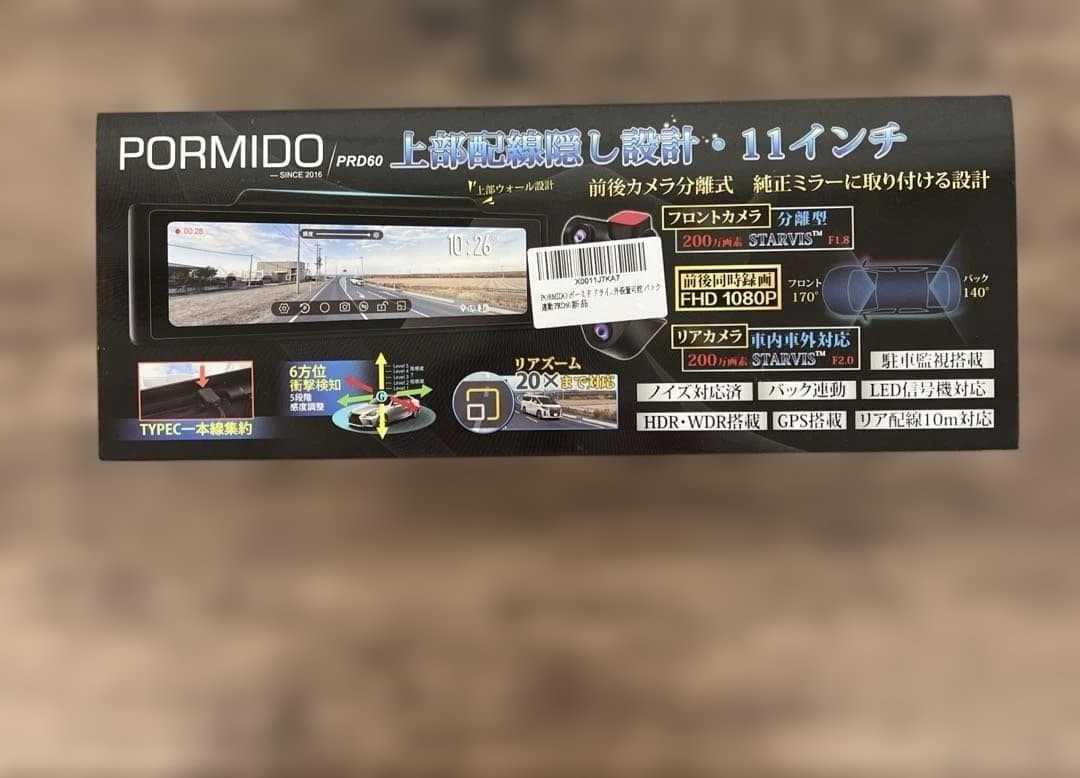 PORMIDO
SINCE 2016
/PRD60
上部配線隠し設計・11インチ
上部ウォール設計
前後カメラ分離式 純正ミラーに取り付ける設計
00:28
10:26
フロントカメラ 分離型
200万画素 STARVIS™ F1.8
X0011J7KA7
前後同時録画
FHD 1080P
フロント
170°
バック
140°
リアカメラ 車内車外対応
200万画素 STARVIS™ F2.0
駐車監視搭載
ノイズ対応済 バック連動 LED信号機対応
HDR・WDR搭載 GPS搭載 リア配線10m対応
TYPEC一本線集約
6方位
衝撃検知
5段階
感度調整
G
リアズーム
20×まで対応